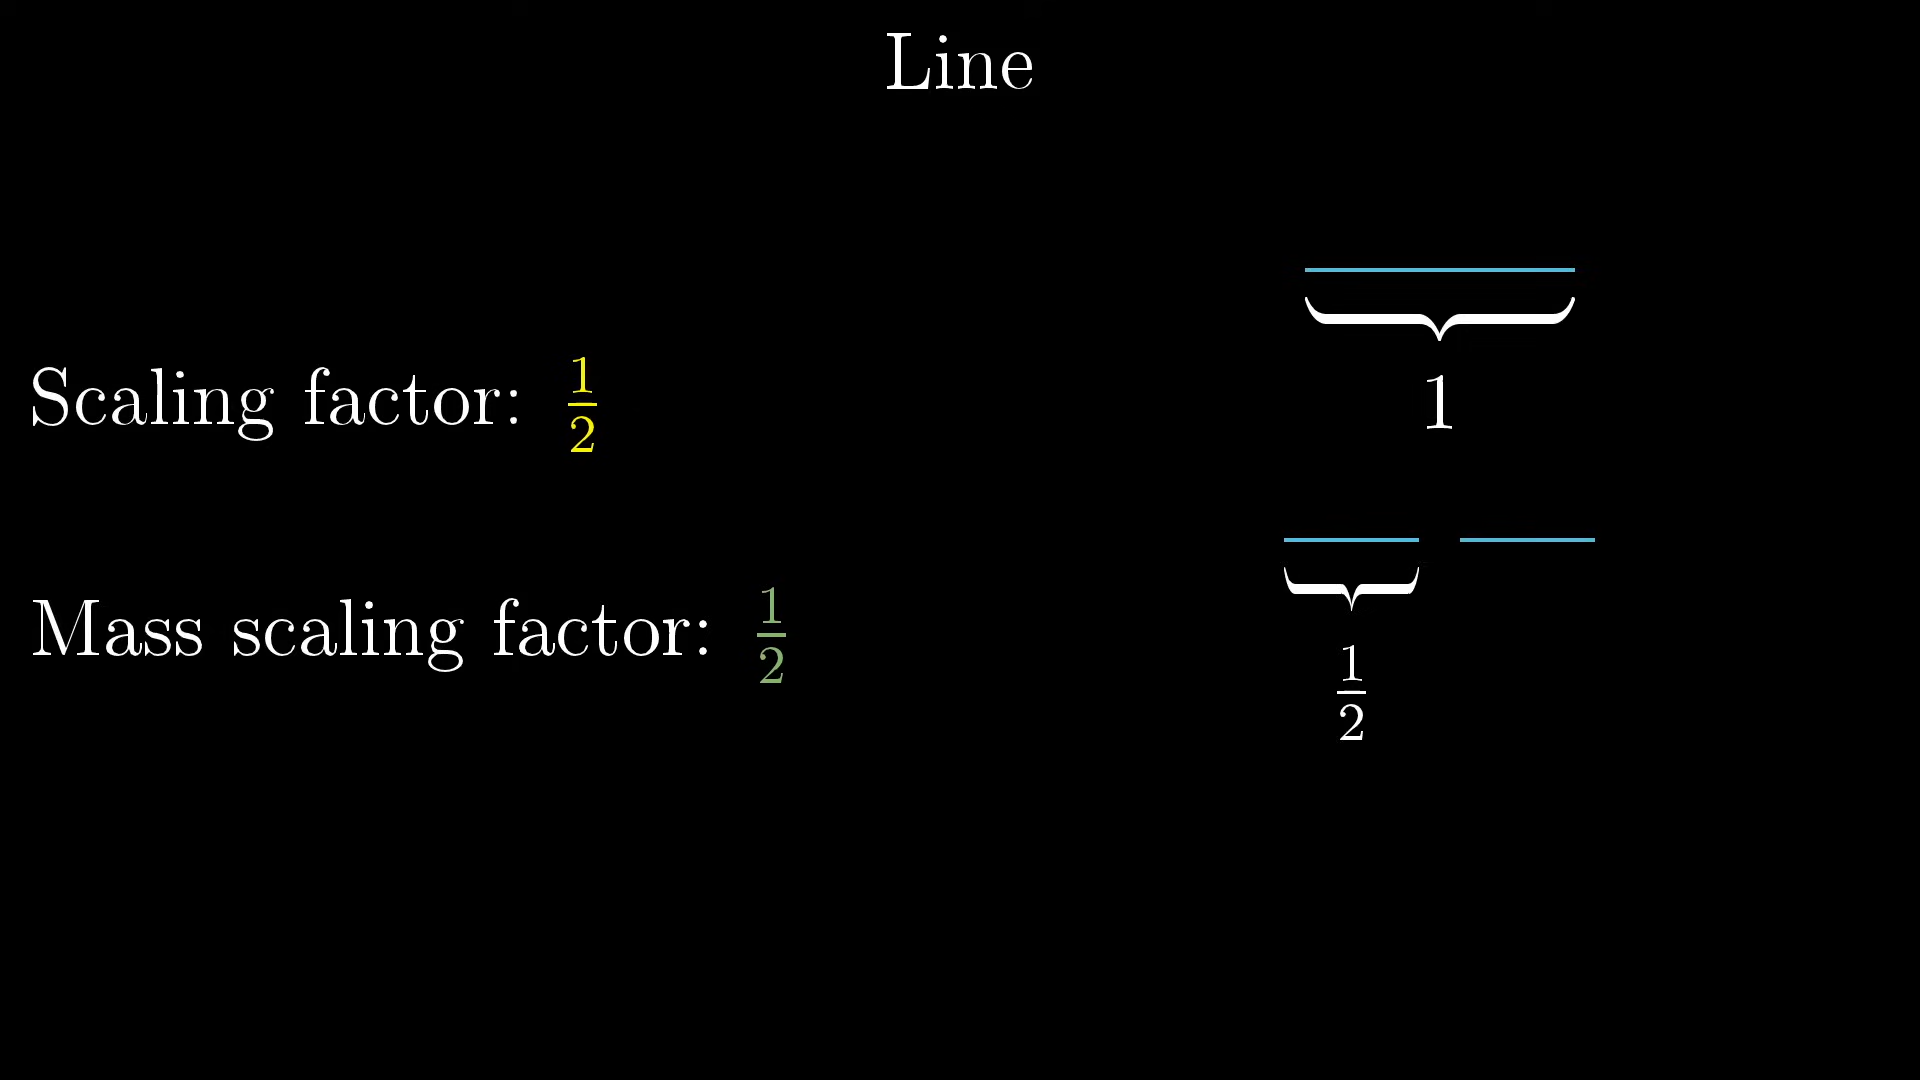 Line
Scaling factor: 1/2
Mass scaling factor: 1/2
1
1/2